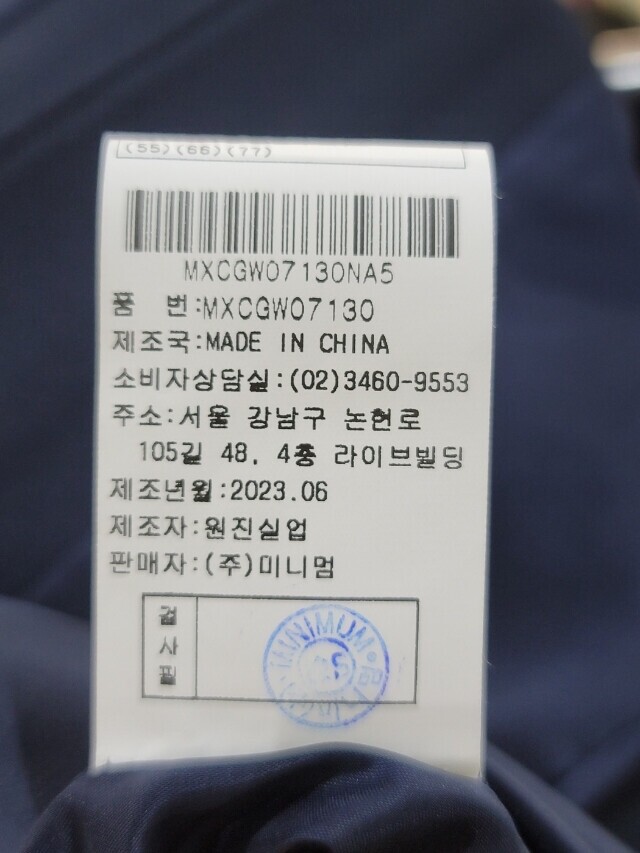 (55)(66)(77)
MXCGW07130NA5
품 번:MXCGW07130
제조국:MADE IN CHINA
소비자상담실:(02)3460-9553
주소:서울 강남구 논현로
105길 48. 4층 라이브빌딩
제조년월:2023.06
제조자:원진실업
판매자:(주)미니멈
검사필
MINIMUM